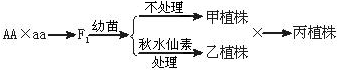 不处理 甲植株
AA×aa → F₁ 幼苗 × → 丙植株
秋水仙素 乙植株
处理